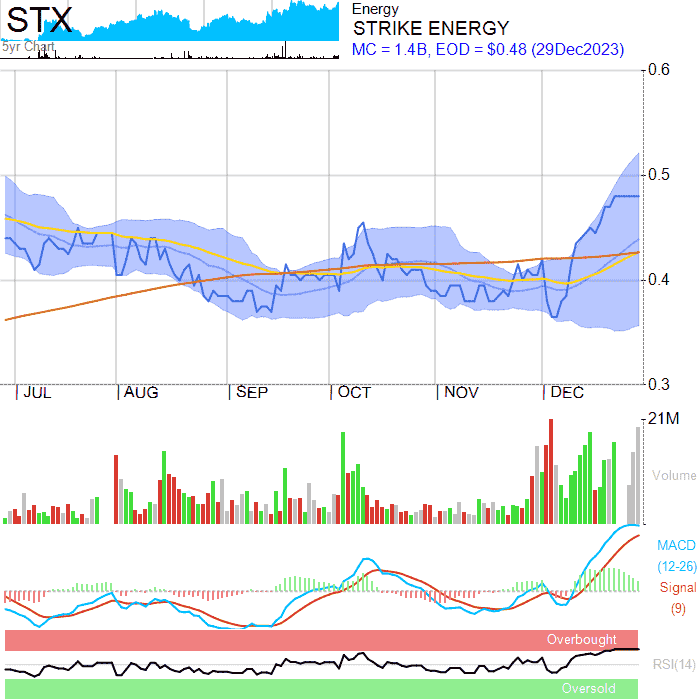 STX
5yr Chart
Energy
STRIKE ENERGY
MC = 1.4B, EOD = $0.48 (29Dec2023)
0.6
0.5
0.4
0.3
JUL AUG SEP OCT NOV DEC
21M
Volume
MACD
(12-26)
Signal
(9)
Overbought
RSI(14)
Oversold